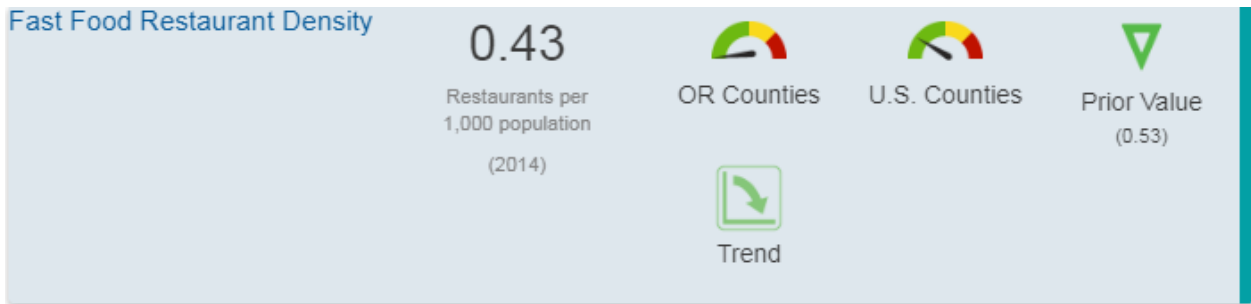 Fast Food Restaurant Density
0.43
Restaurants per
1,000 population
(2014)
OR Counties
U.S. Counties
Prior Value
(0.53)
Trend